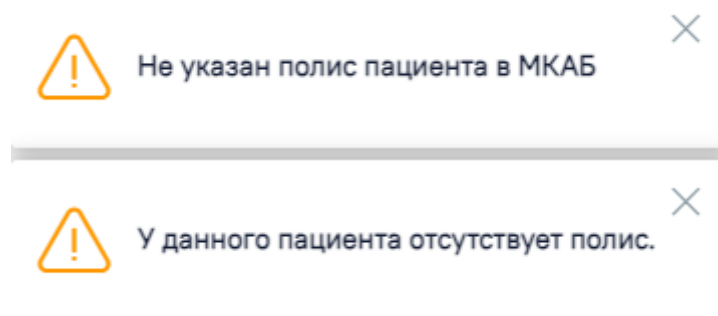 Не указан полис пациента в МКАБ
У данного пациента отсутствует полис.